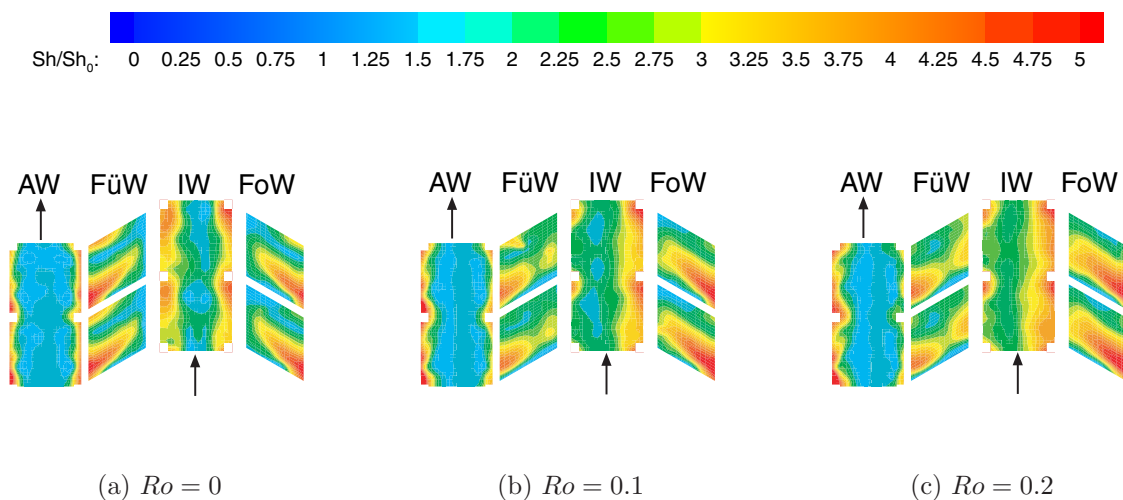 Sh/Sh₀: 0 0.25 0.5 0.75 1 1.25 1.5 1.75 2 2.25 2.5 2.75 3 3.25 3.5 3.75 4 4.25 4.5 4.75 5
AW FüW IW FoW AW FüW IW FoW AW FüW IW FoW
(a) Ro = 0 (b) Ro = 0.1 (c) Ro = 0.2